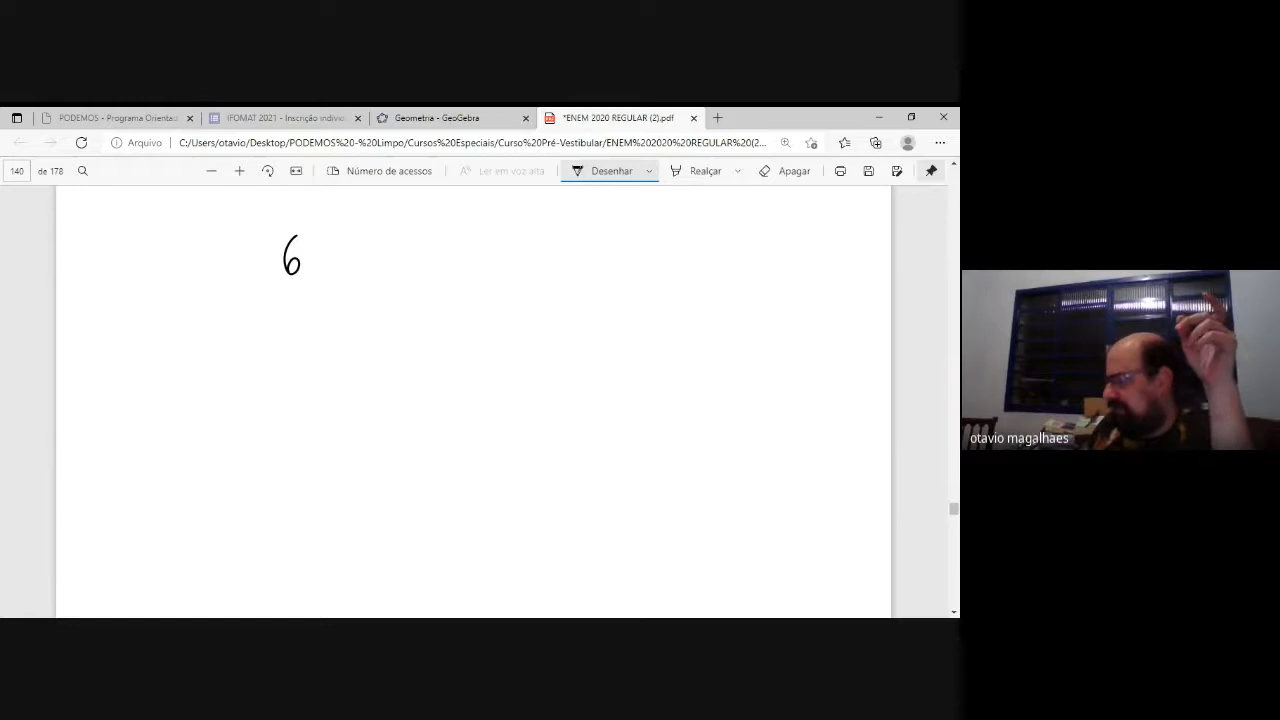 PODEMOS - Programa Orienta
IFOMAT 2021 - Inscrição individ
Geometria - GeoGebra
*ENEM 2020 REGULAR (2).pdf
Arquivo C:/Users/otavio/Desktop/PODEMOS%20-%20Limpo/Cursos%20Especiais/Curso%20Pré-Vestibular/ENEM%202020%20REGULAR%20(2...
140 de 178 Número de acessos Ler em voz alta Desenhar Realçar Apagar
6
otavio magalhaes